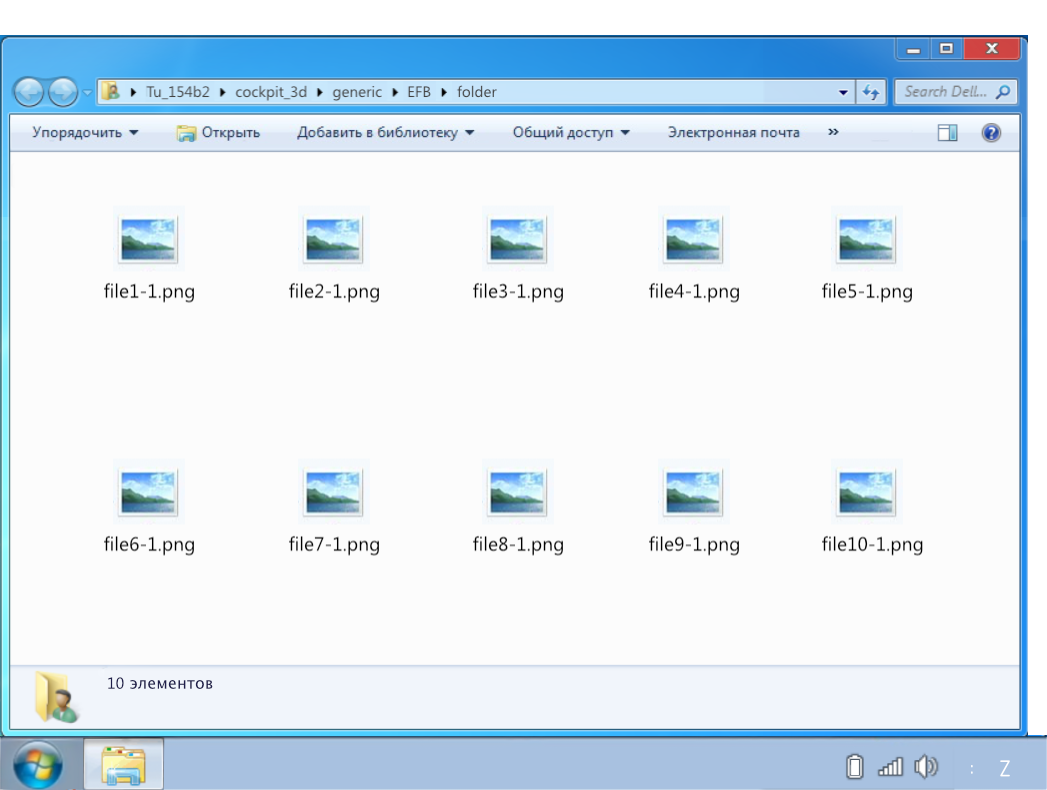 Tu_154b2 cockpit_3d generic EFB folder Search Dell...
Упорядочить Открыть Добавить в библиотеку Общий доступ Электронная почта »
file1-1.png file2-1.png file3-1.png file4-1.png file5-1.png
file6-1.png file7-1.png file8-1.png file9-1.png file10-1.png
10 элементов
: Z